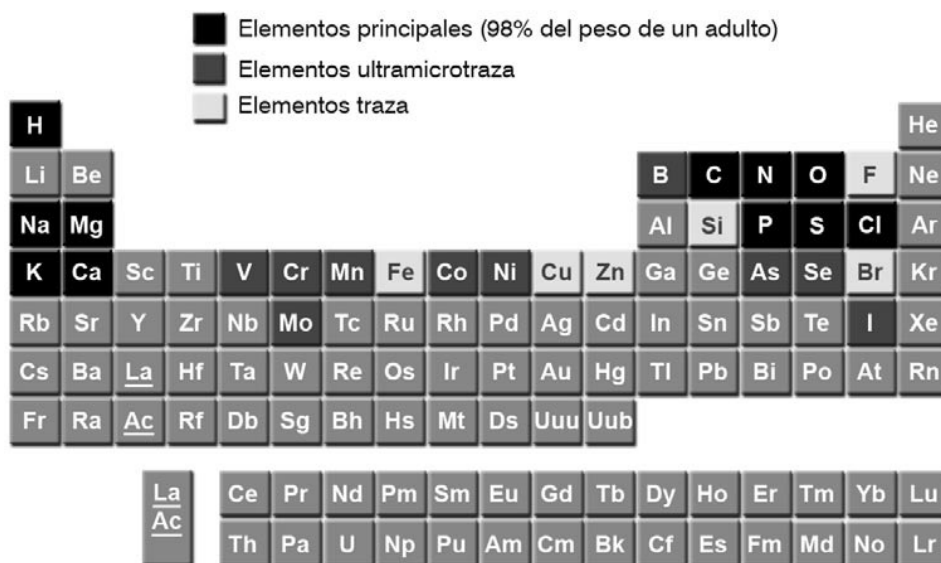 Elementos principales (98% del peso de un adulto)
Elementos ultramicrotraza
Elementos traza
H He
Li Be B C N O F Ne
Na Mg Al Si P S Cl Ar
K Ca Sc Ti V Cr Mn Fe Co Ni Cu Zn Ga Ge As Se Br Kr
Rb Sr Y Zr Nb Mo Tc Ru Rh Pd Ag Cd In Sn Sb Te I Xe
Cs Ba La Hf Ta W Re Os Ir Pt Au Hg Tl Pb Bi Po At Rn
Fr Ra Ac Rf Db Sg Bh Hs Mt Ds Uuu Uub
La Ce Pr Nd Pm Sm Eu Gd Tb Dy Ho Er Tm Yb Lu
Ac Th Pa U Np Pu Am Cm Bk Cf Es Fm Md No Lr